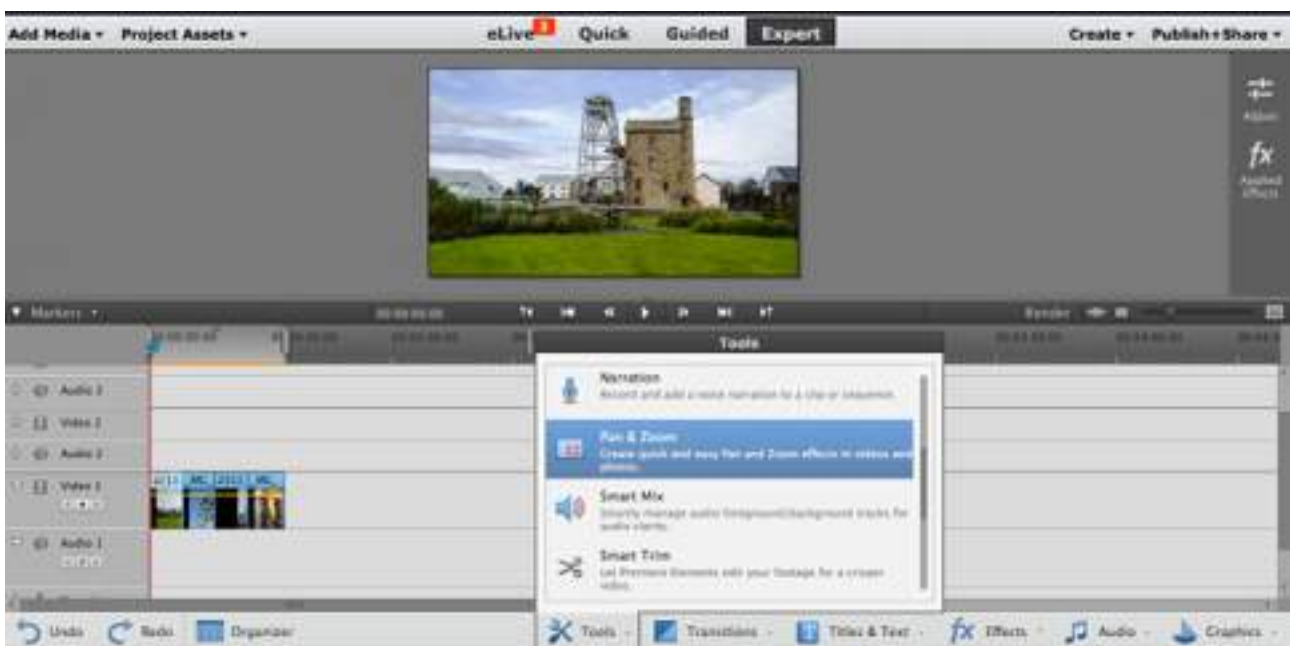 Add Media Project Assets eLive 3 Quick Guided Expert Create Publish+Share
Adjust
fx
Applied
Effects
Markers Render
Tools
Narration
Record and add a voice narration to a clip or sequence.
Audio 3
Video 2
Pan & Zoom
Create quick and easy Pan and Zoom effects in videos and
photos.
Audio 2
Video 1
Smart Mix
Smartly manage audio foreground/background tracks for
audio clarity.
Audio 1
Smart Trim
Let Premiere Elements edit your footage for a crisper
video.
Undo Redo Organizer Tools Transitions Titles & Text fx Effects Audio Graphics